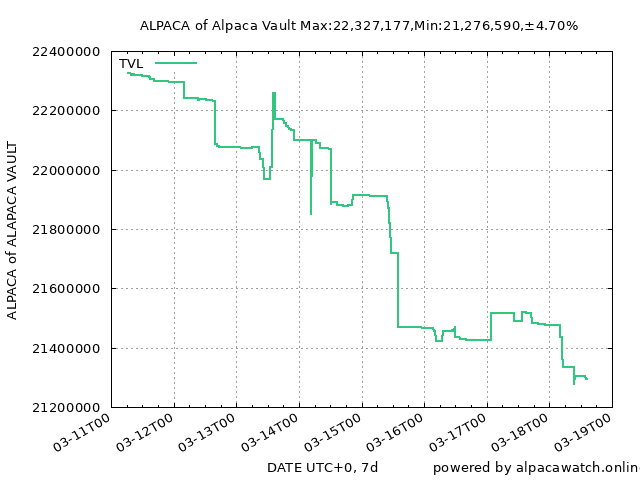 ALPACA of Alpaca Vault Max:22,327,177,Min:21,276,590,±4.70%
TVL
22400000
22200000
22000000
21800000
21600000
21400000
21200000
ALPACA of ALAPACA VAULT
03-11T00
03-12T00
03-13T00
03-14T00
03-15T00
03-16T00
03-17T00
03-18T00
03-19T00
DATE UTC+0, 7d
powered by alpacawatch.online